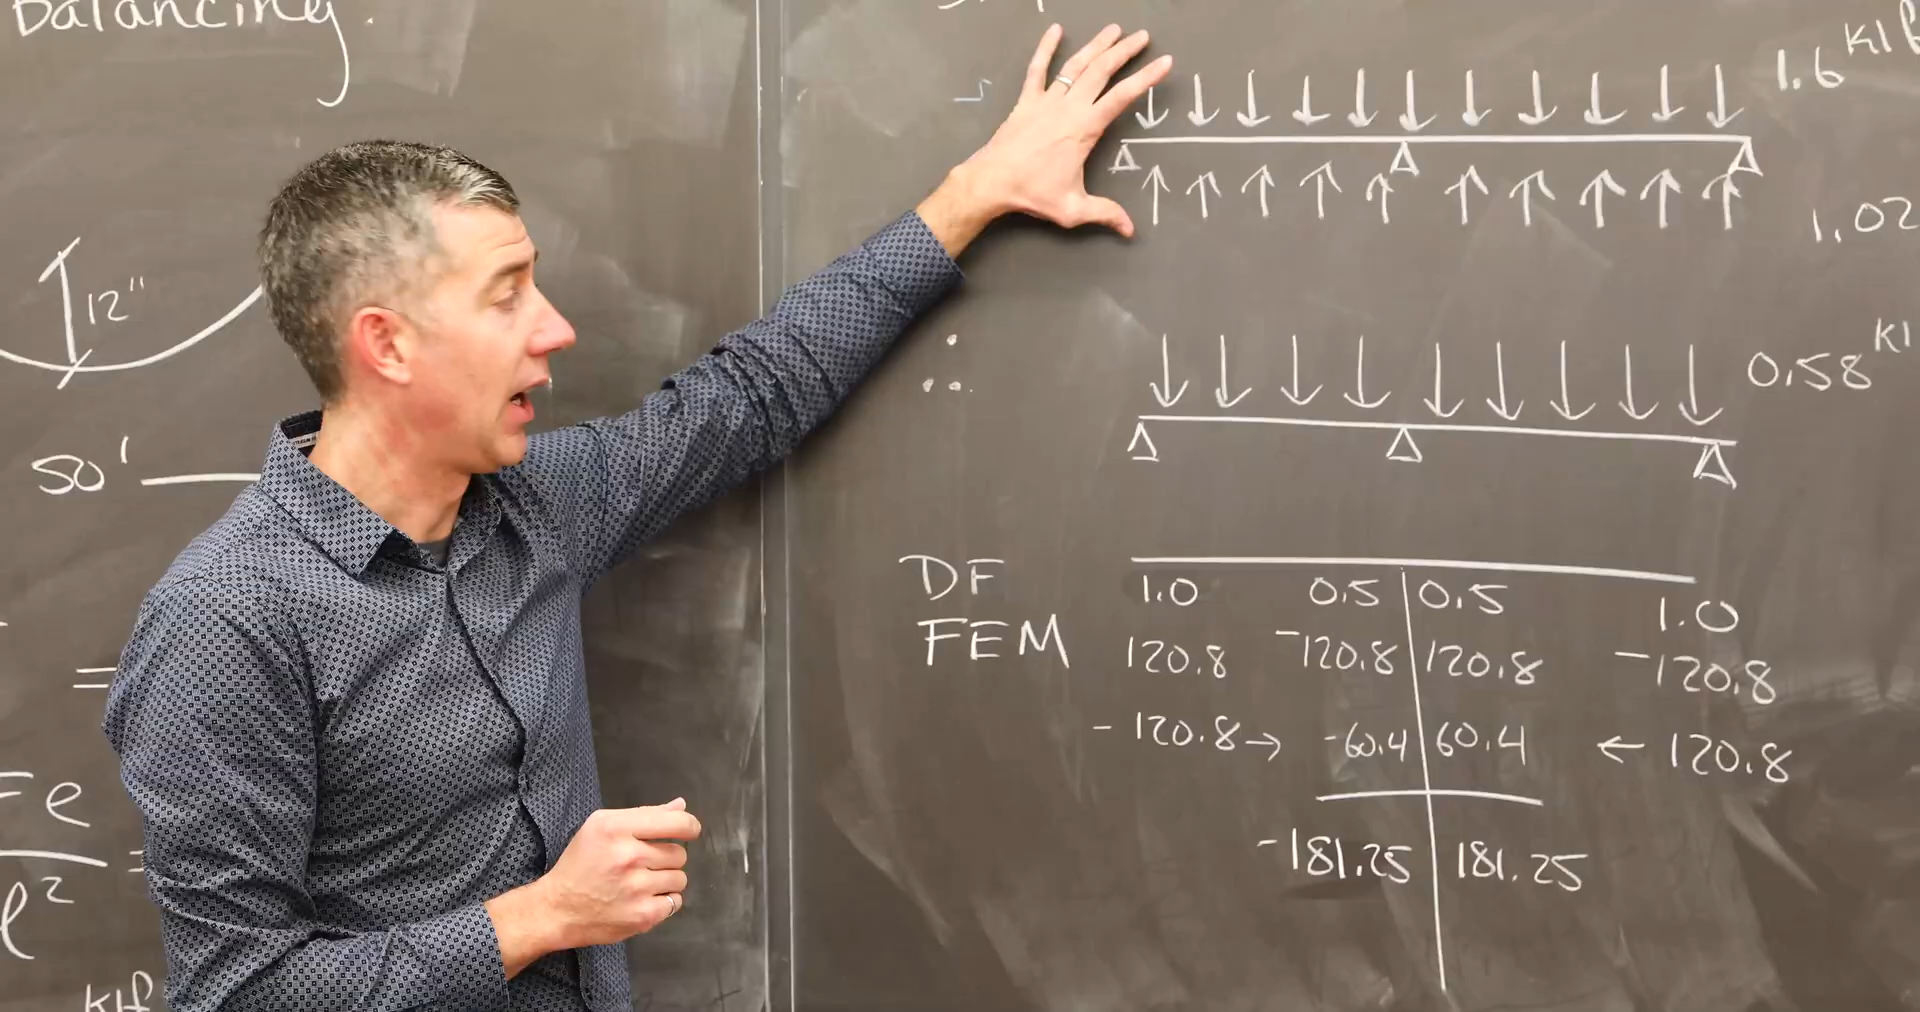 Balancing.
12"
50'
=
Fe
l²
=
klf
1.6
1.02
∴
0.58
DF 1.0 0.5 0.5 1.0
FEM 120.8 -120.8 120.8 -120.8
-120.8→ -60.4 60.4 ← 120.8
-181.25 181.25